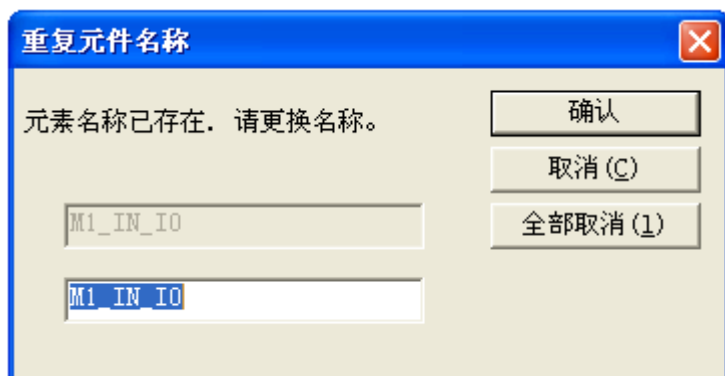 重复元件名称
元素名称已存在. 请更换名称。
确认
取消(C)
全部取消(1)
M1_IN_IO
M1_IN_IO